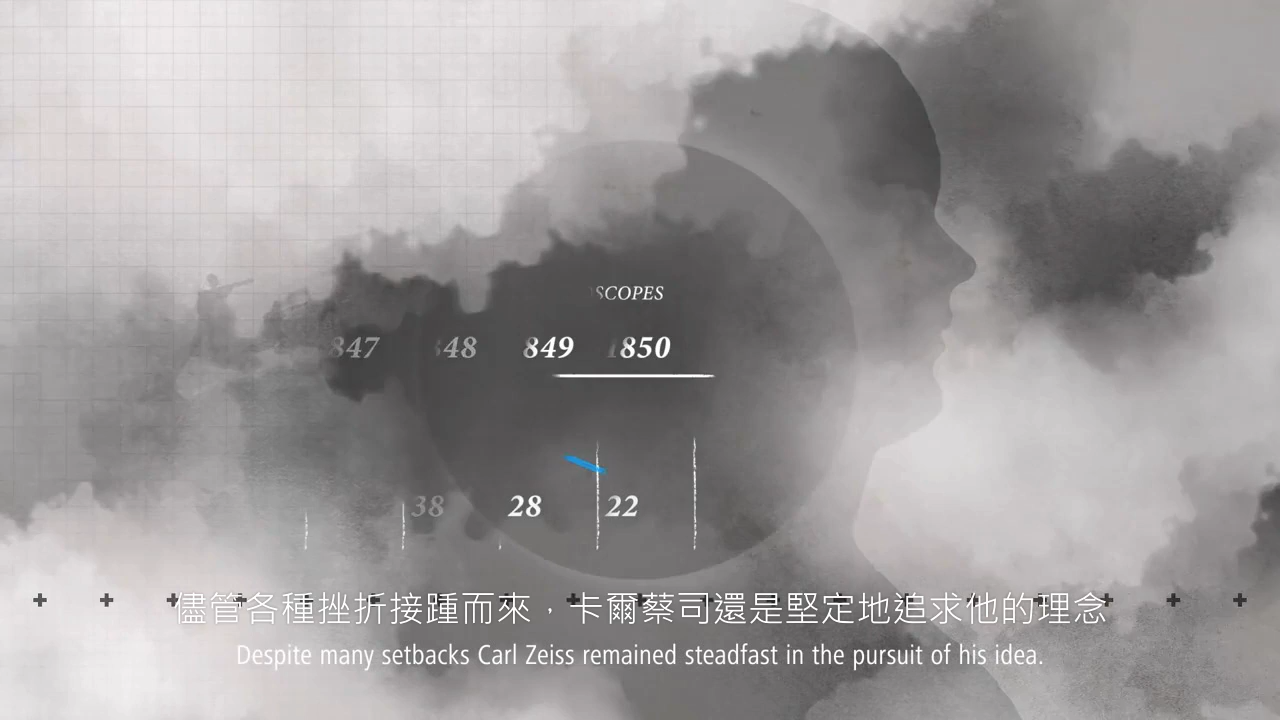 SCOPES
847 48 849 1850
38 28 22
儘管各種挫折接踵而來，卡爾蔡司還是堅定地追求他的理念
Despite many setbacks Carl Zeiss remained steadfast in the pursuit of his idea.